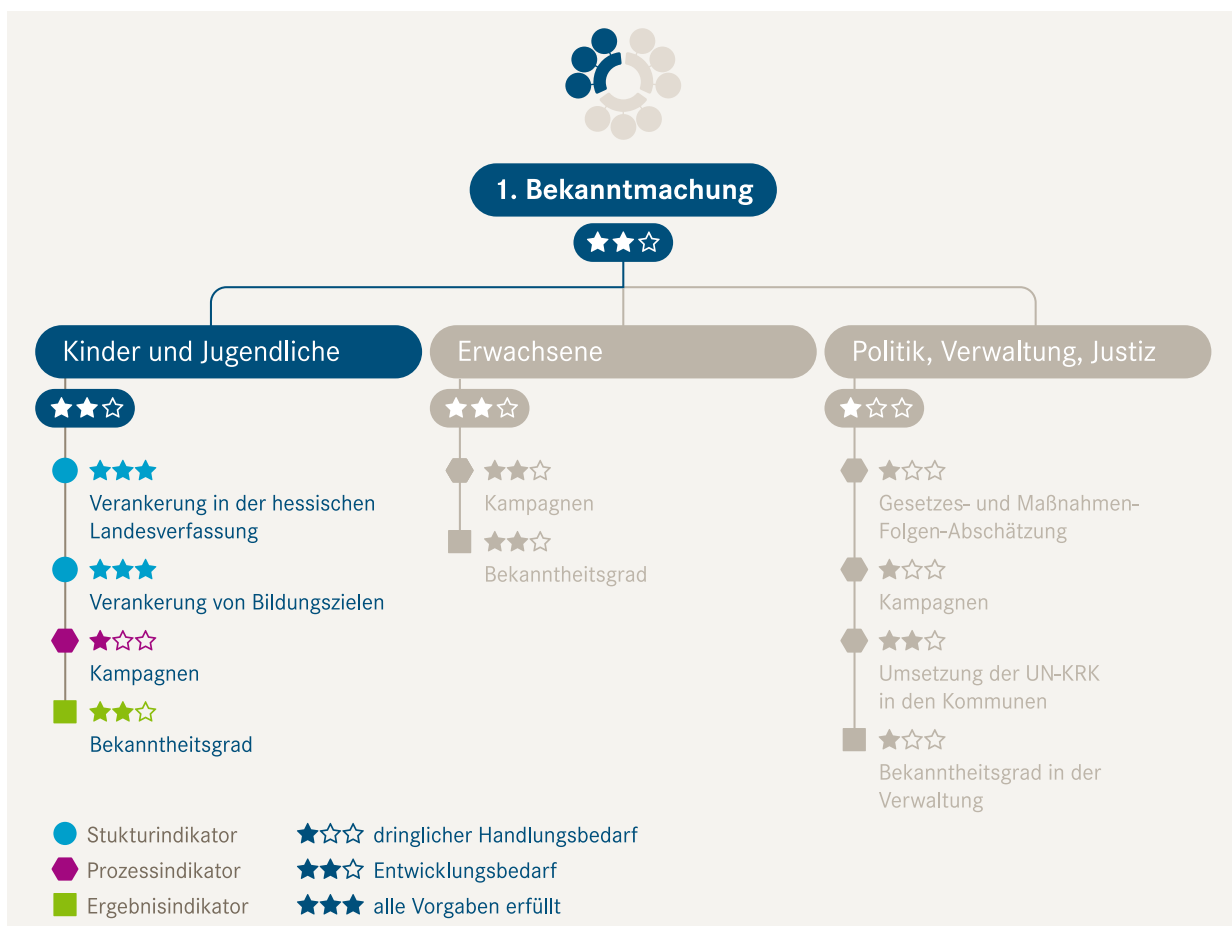 1. Bekanntmachung
Kinder und Jugendliche
Verankerung in der hessischen
Landesverfassung
Verankerung von Bildungszielen
Kampagnen
Bekanntheitsgrad
Erwachsene
Kampagnen
Bekanntheitsgrad
Politik, Verwaltung, Justiz
Gesetzes- und Maßnahmen-
Folgen-Abschätzung
Kampagnen
Umsetzung der UN-KRK
in den Kommunen
Bekanntheitsgrad in der
Verwaltung
Stukturindikator
Prozessindikator
Ergebnisindikator
dringlicher Handlungsbedarf
Entwicklungsbedarf
alle Vorgaben erfüllt